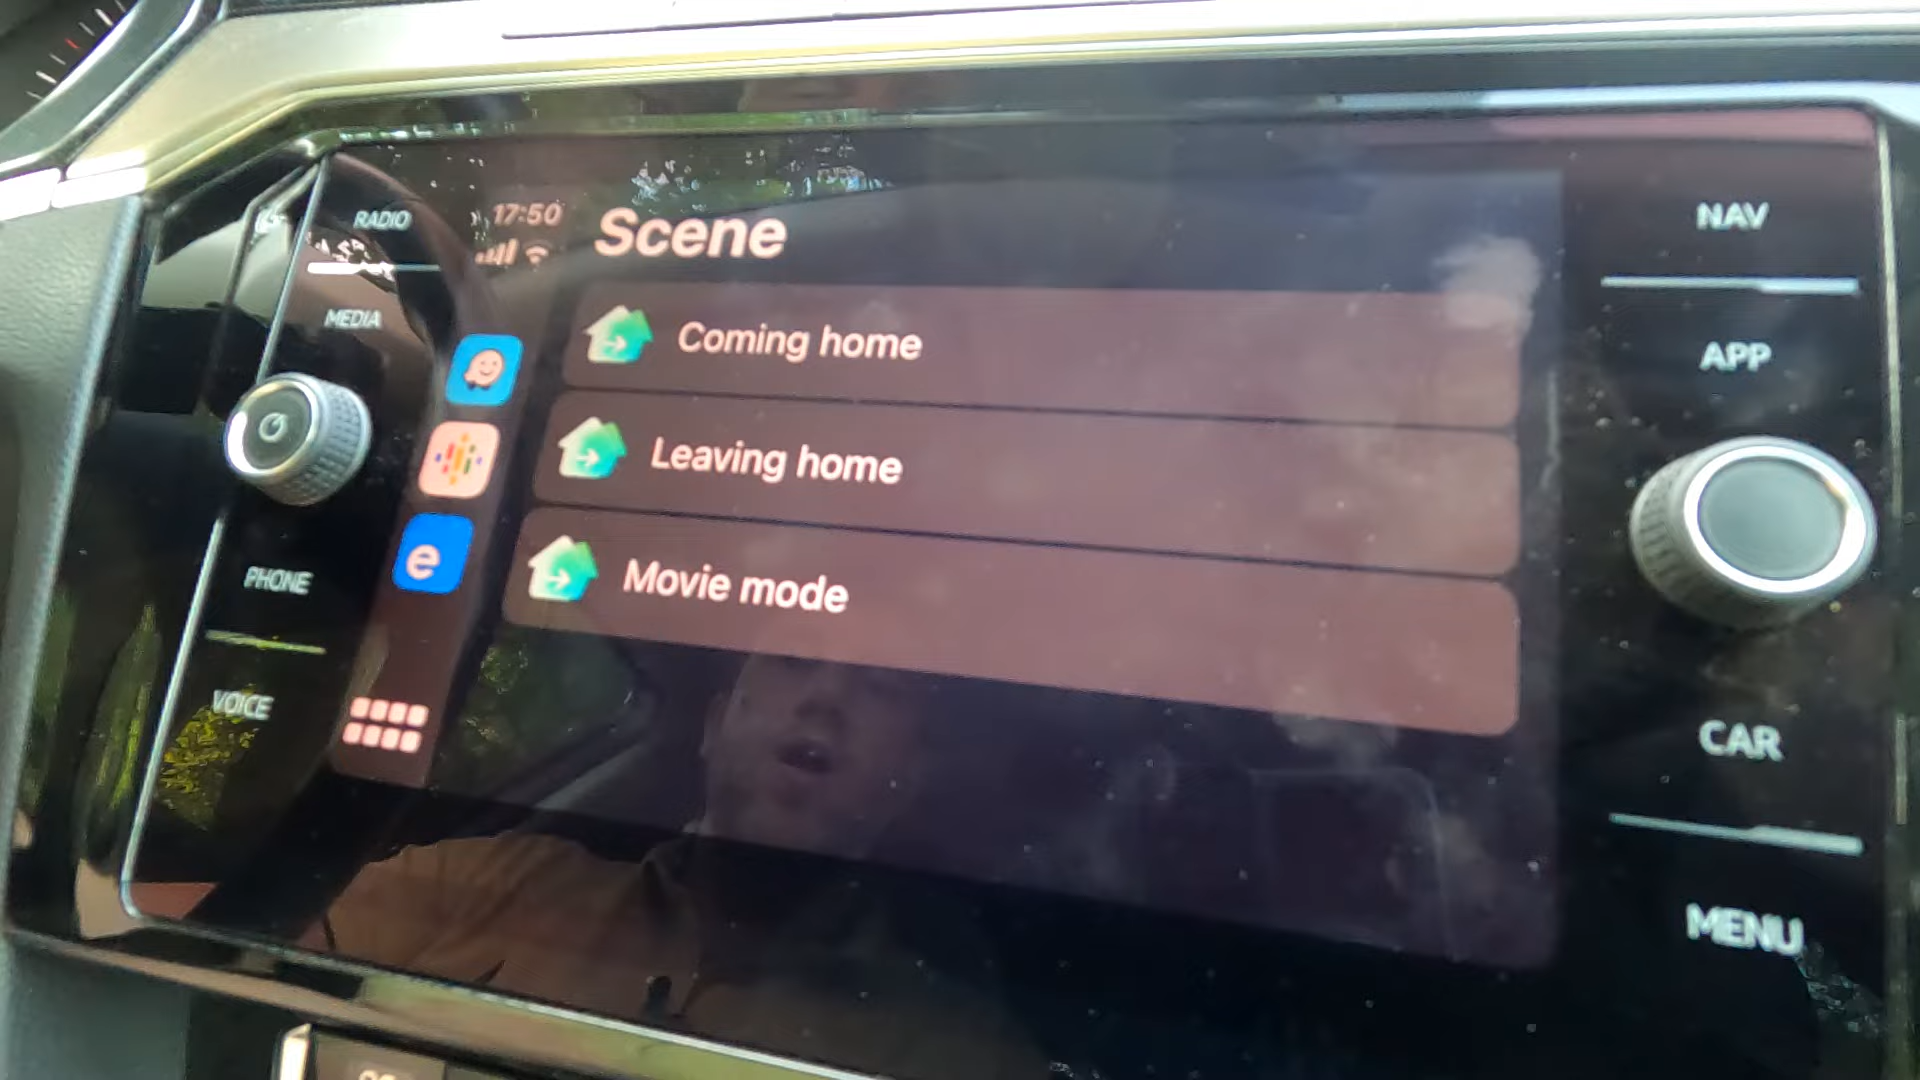 RADIO
MEDIA
PHONE
VOICE
17:50
Scene
Coming home
Leaving home
Movie mode
e
NAV
APP
CAR
MENU